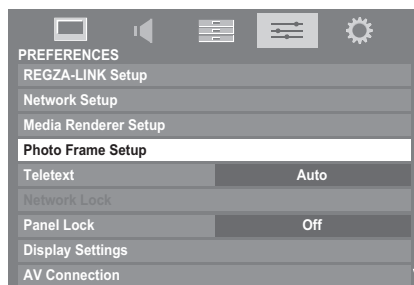 PREFERENCES
REGZA-LINK Setup
Network Setup
Media Renderer Setup
Photo Frame Setup
Teletext Auto
Network Lock
Panel Lock Off
Display Settings
AV Connection